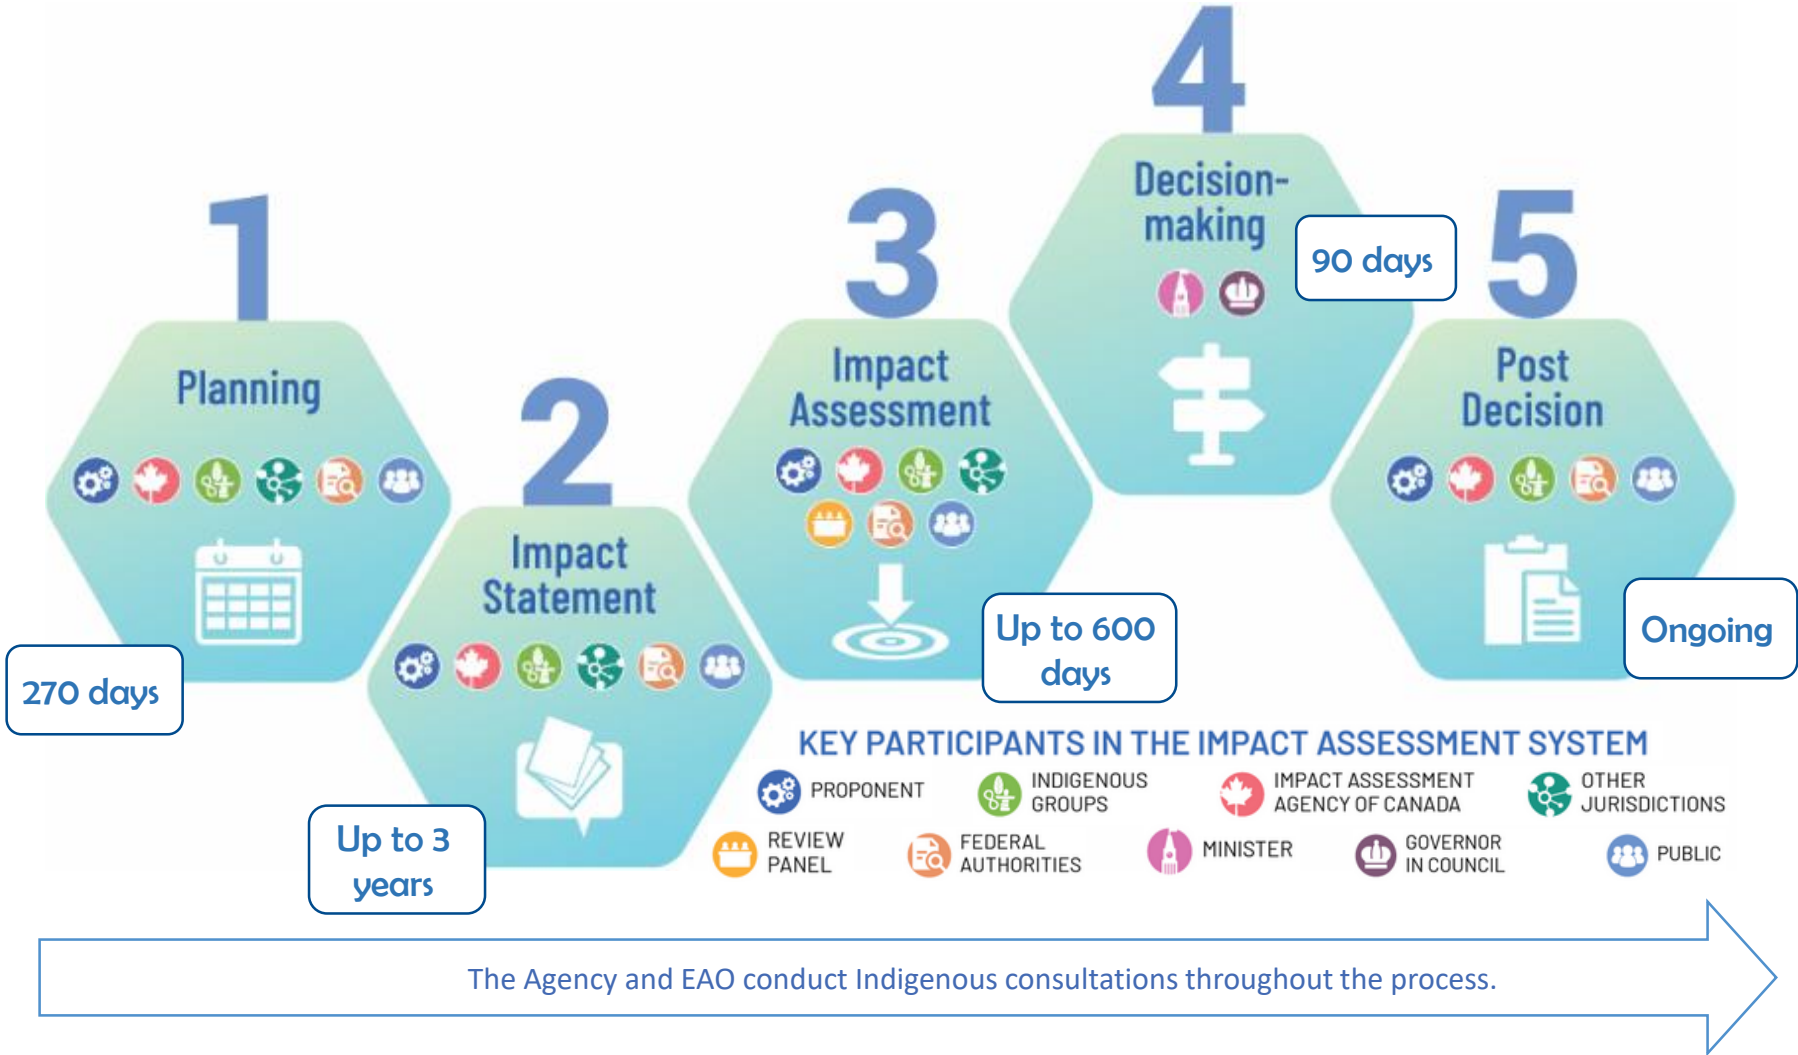 1
Planning
270 days
2
Impact
Statement
Up to 3
years
3
Impact
Assessment
Up to 600
days
4
Decision-
making
90 days
5
Post
Decision
Ongoing
KEY PARTICIPANTS IN THE IMPACT ASSESSMENT SYSTEM
PROPONENT
INDIGENOUS
GROUPS
IMPACT ASSESSMENT
AGENCY OF CANADA
OTHER
JURISDICTIONS
REVIEW
PANEL
FEDERAL
AUTHORITIES
MINISTER
GOVERNOR
IN COUNCIL
PUBLIC
The Agency and EAO conduct Indigenous consultations throughout the process.